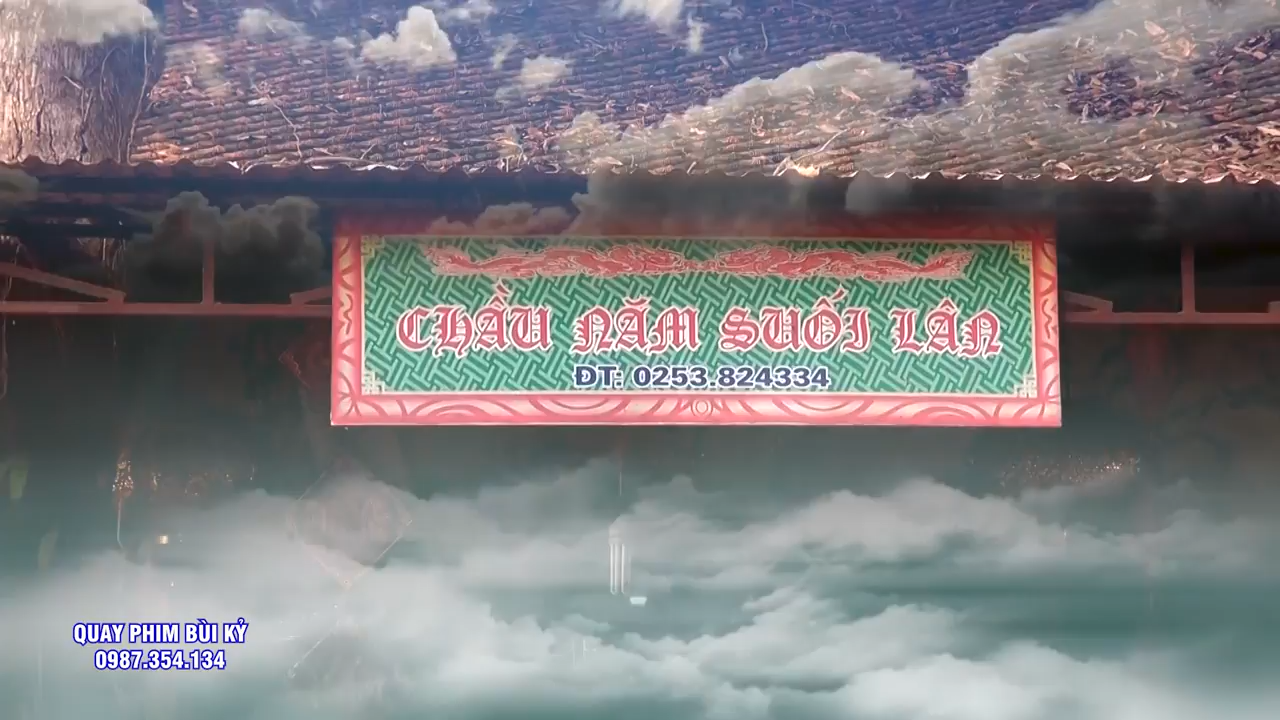 CHẦU NĂM SUỐI LÂN
ĐT: 0253.824334
QUAY PHIM BÙI KỶ
0987.354.134